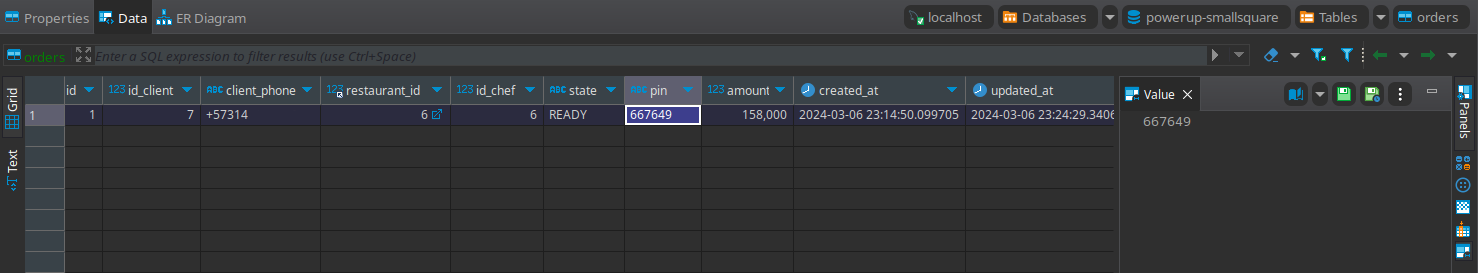 Properties Data ER Diagram localhost Databases powerup-smallsquare Tables orders
orders Enter a SQL expression to filter results (use Ctrl+Space)
Grid
Text
id 123 id_client ABC client_phone 123 restaurant_id 123 id_chef ABC state ABC pin 123 amount created_at updated_at
1 1 7 +57314 6 6 READY 667649 158,000 2024-03-06 23:14:50.099705 2024-03-06 23:24:29.3406
Value
667649
Panels